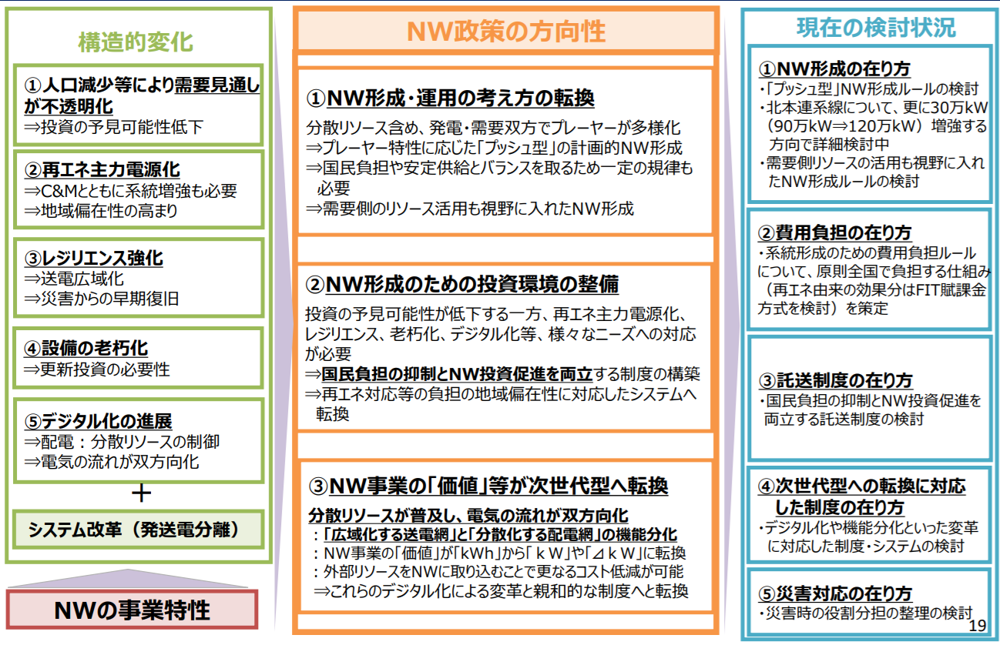 構造的変化
①人口減少等により需要見通し
が不透明化
⇒投資の予見可能性低下
②再エネ主力電源化
⇒C&Mとともに系統増強も必要
⇒地域偏在性の高まり
③レジリエンス強化
⇒送電広域化
⇒災害からの早期復旧
④設備の老朽化
⇒更新投資の必要性
⑤デジタル化の進展
⇒配電：分散リソースの制御
⇒電気の流れが双方向化
＋
システム改革（発送電分離）
NWの事業特性
NW政策の方向性
①NW形成・運用の考え方の転換
分散リソース含め、発電・需要双方でプレーヤーが多様化
⇒プレーヤー特性に応じた「プッシュ型」の計画的NW形成
⇒国民負担や安定供給とバランスを取るため一定の規律も
必要
⇒需要側のリソース活用も視野に入れたNW形成
②NW形成のための投資環境の整備
投資の予見可能性が低下する一方、再エネ主力電源化、
レジリエンス、老朽化、デジタル化等、様々なニーズへの対応
が必要
⇒国民負担の抑制とNW投資促進を両立する制度の構築
⇒再エネ対応等の負担の地域偏在性に対応したシステムへ
転換
③NW事業の「価値」等が次世代型へ転換
分散リソースが普及し、電気の流れが双方向化
：「広域化する送電網」と「分散化する配電網」の機能分化
：NW事業の「価値」が「kWh」から「ｋW」や「⊿ｋW」に転換
：外部リソースをNWに取り込むことで更なるコスト低減が可能
⇒これらのデジタル化による変革と親和的な制度へと転換
現在の検討状況
①NW形成の在り方
・「プッシュ型」NW形成ルールの検討
・北本連系線について、更に30万kW
（90万kW⇒120万kW）増強する
方向で詳細検討中
・需要側リソースの活用も視野に入れ
たNW形成ルールの検討
②費用負担の在り方
・系統形成のための費用負担ルール
について、原則全国で負担する仕組み
（再エネ由来の効果分はFIT賦課金
方式を検討）を策定
③託送制度の在り方
・国民負担の抑制とNW投資促進を
両立する託送制度の検討
④次世代型への転換に対応
した制度の在り方
・デジタル化や機能分化といった変革
に対応した制度・システムの検討
⑤災害対応の在り方
・災害時の役割分担の整理の検討
19